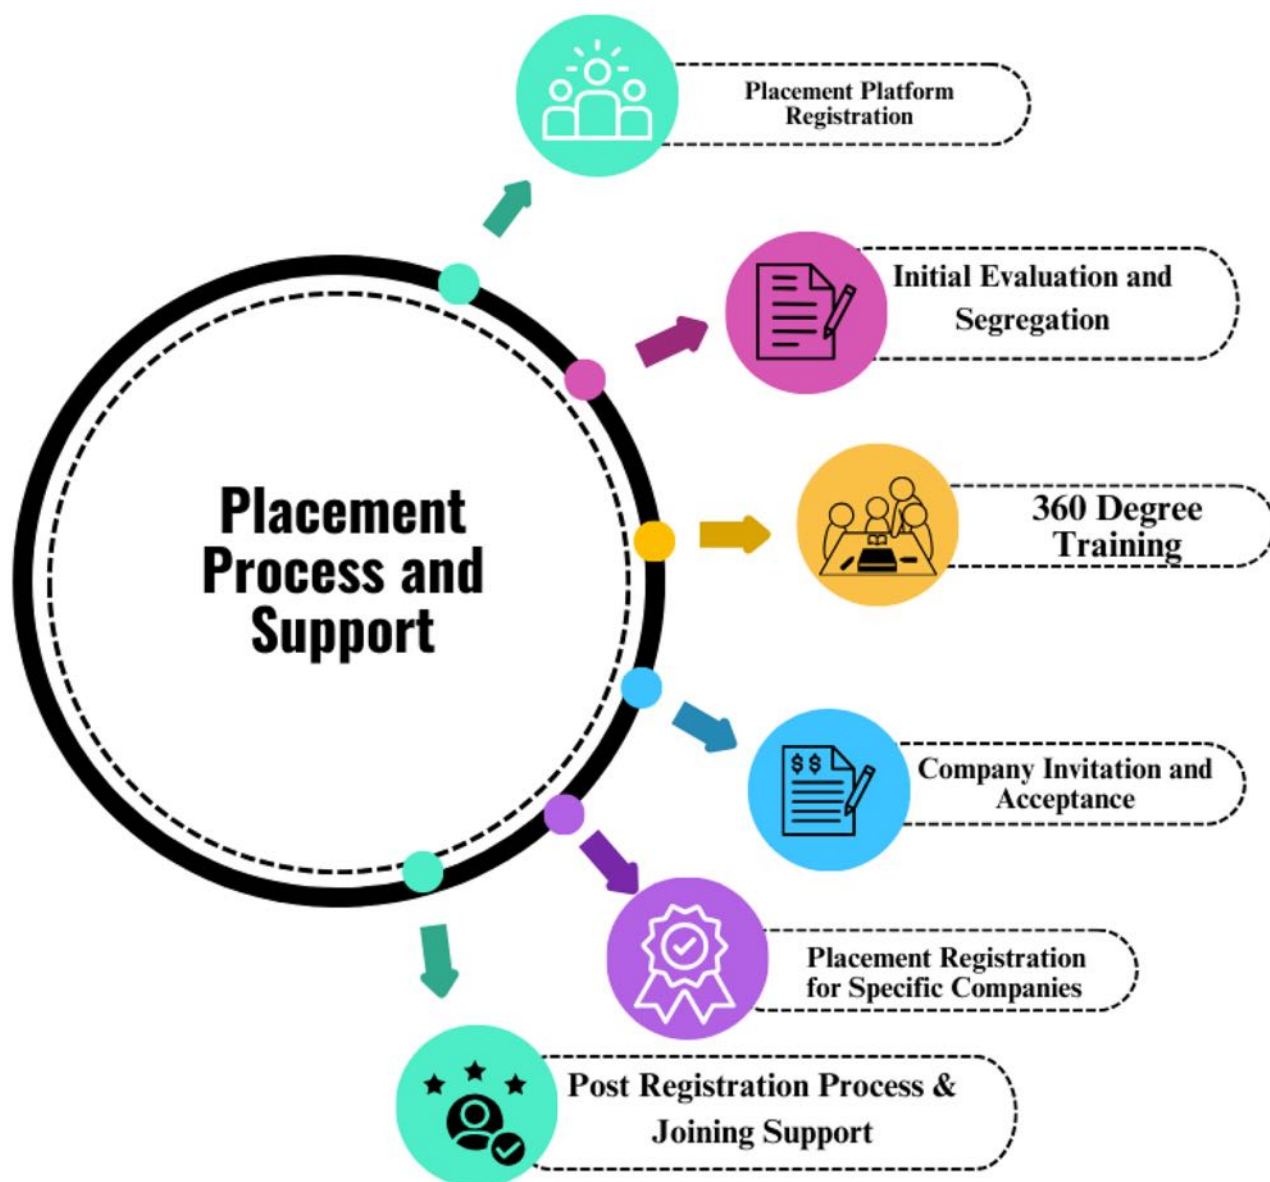 Placement Platform
Registration
Initial Evaluation and
Segregation
360 Degree
Training
Placement
Process and
Support
Company Invitation and
Acceptance
$ $
Placement Registration
for Specific Companies
Post Registration Process &
Joining Support